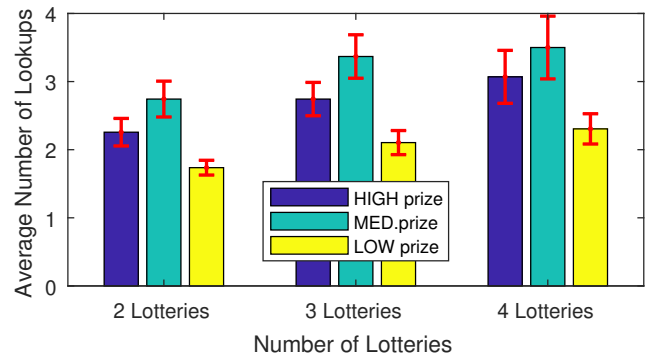 Average Number of Lookups
4
3
2
1
0
HIGH prize
MED.prize
LOW prize
2 Lotteries 3 Lotteries 4 Lotteries
Number of Lotteries